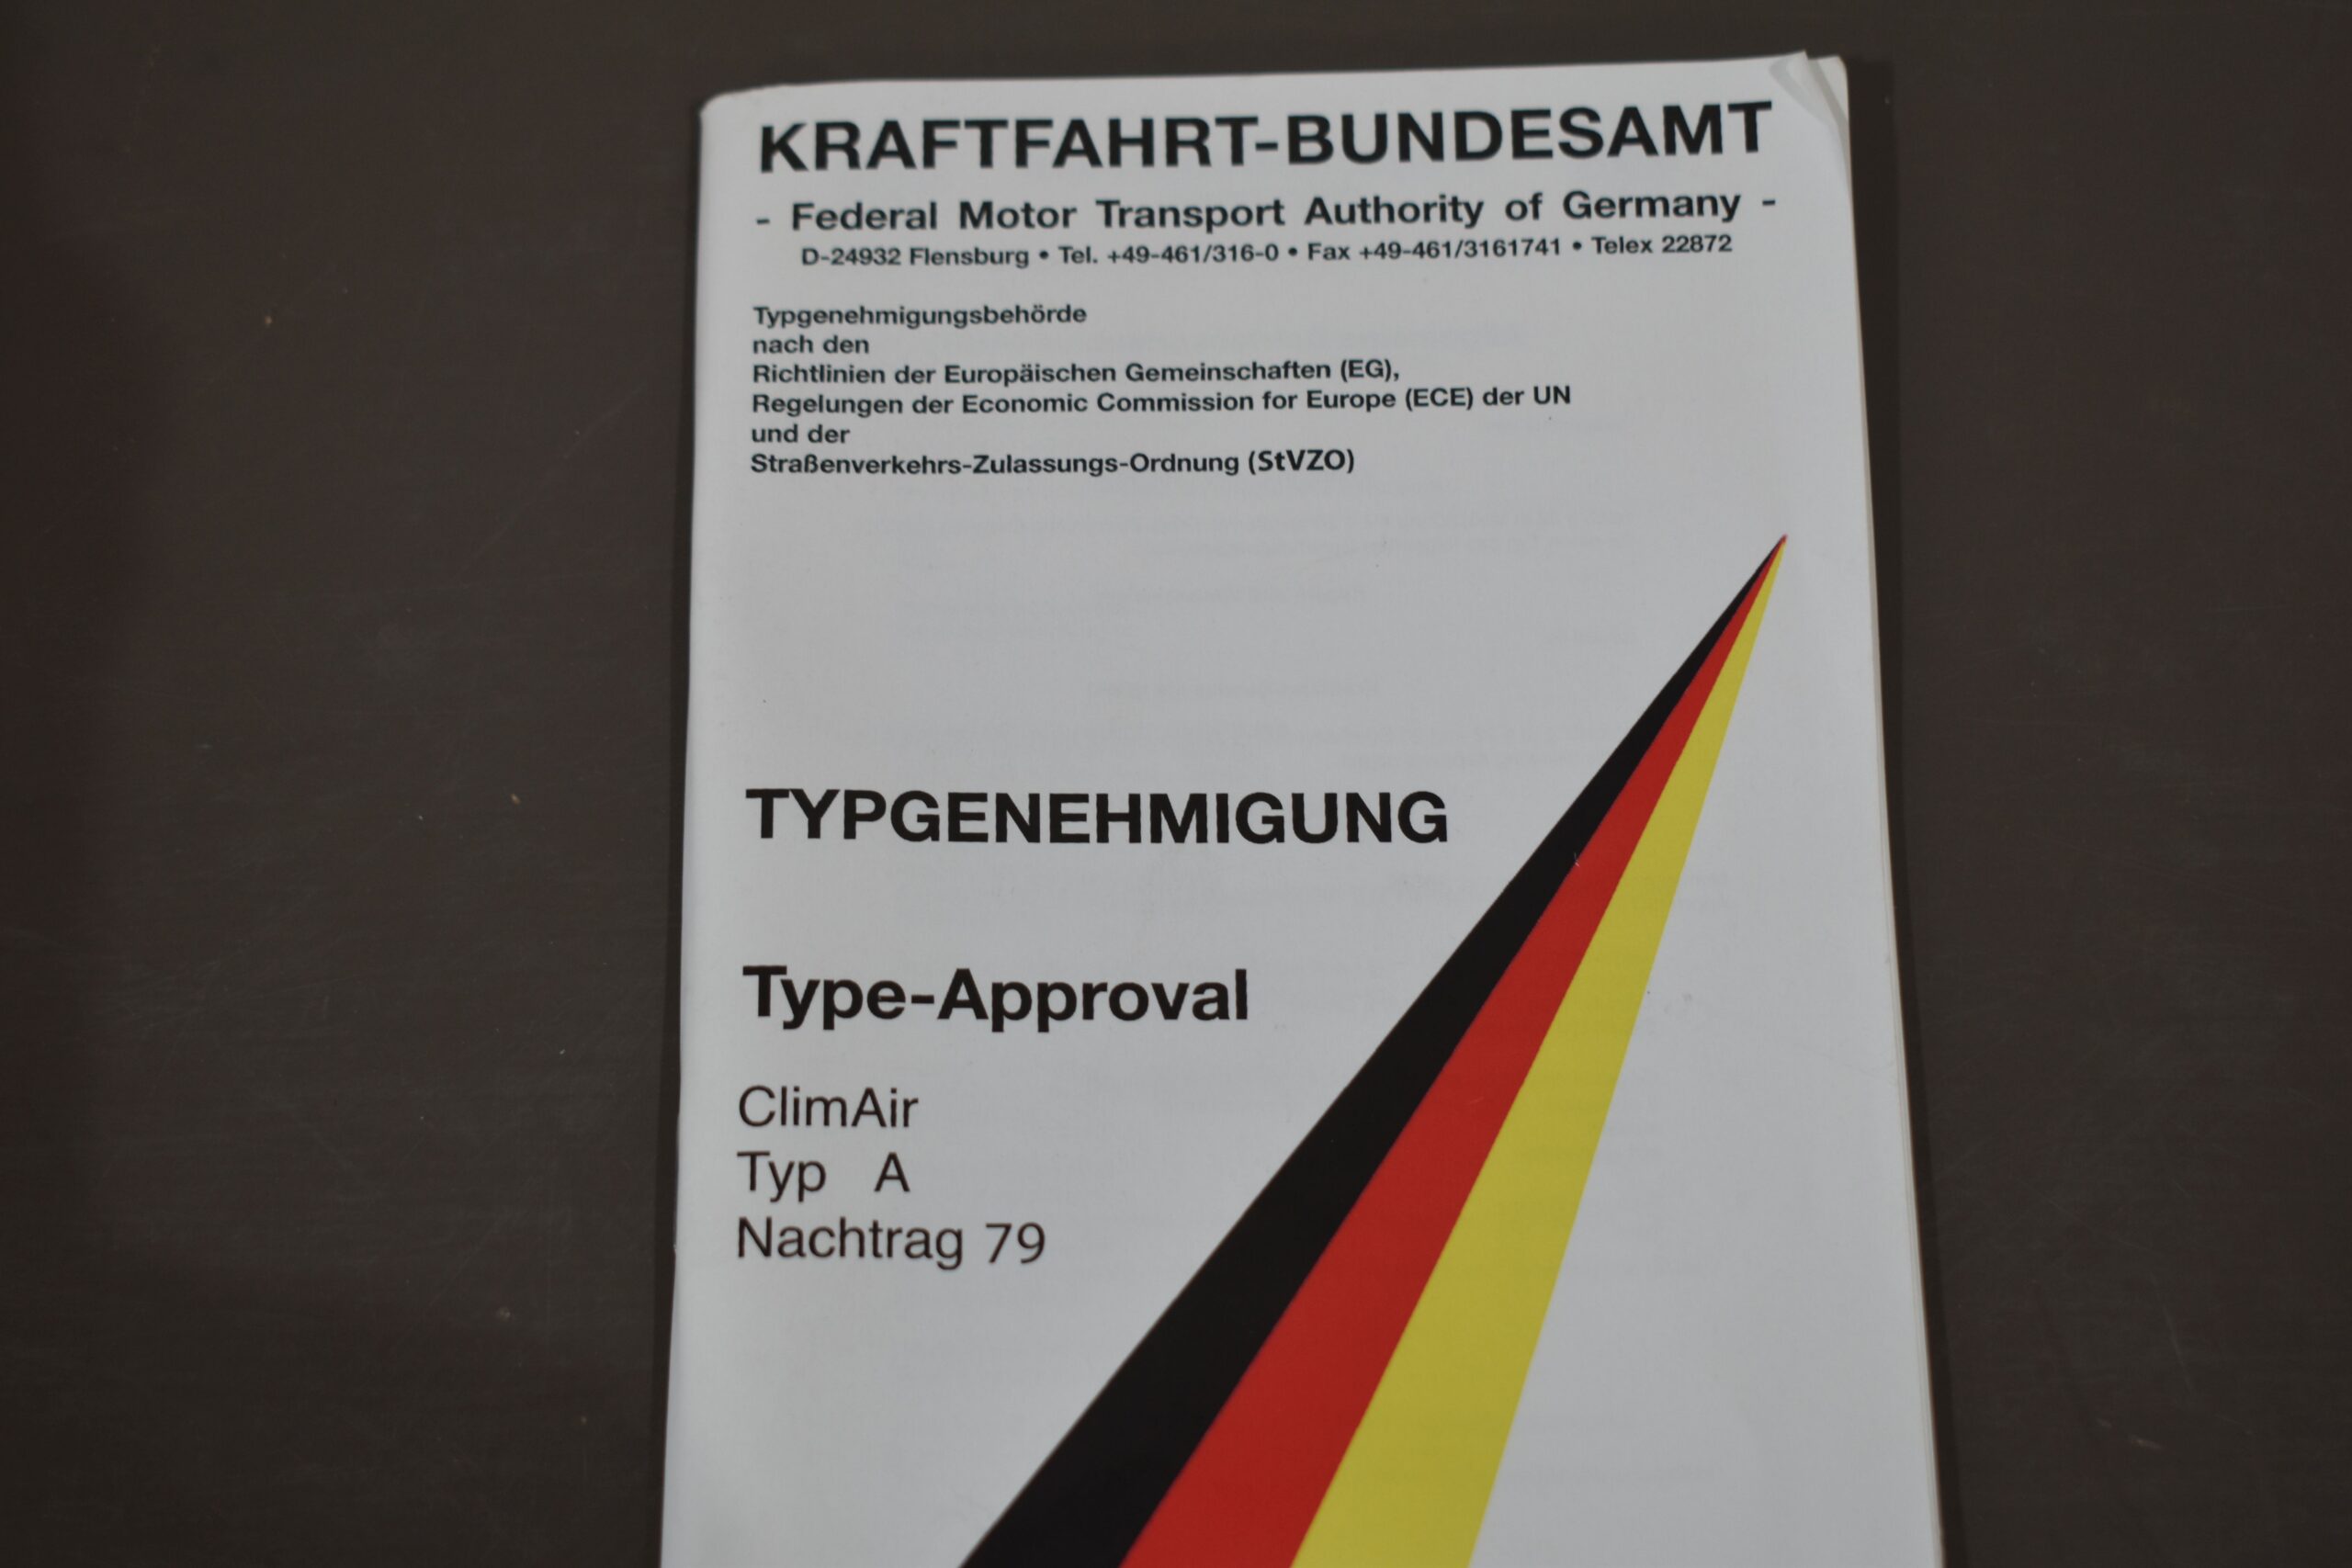 KRAFTFAHRT-BUNDESAMT
- Federal Motor Transport Authority of Germany -
D-24932 Flensburg • Tel. +49-461/316-0 • Fax +49-461/3161741 • Telex 22872
Typgenehmigungsbehörde
nach den
Richtlinien der Europäischen Gemeinschaften (EG),
Regelungen der Economic Commission for Europe (ECE) der UN
und der
Straßenverkehrs-Zulassungs-Ordnung (StVZO)
TYPGENEHMIGUNG
Type-Approval
ClimAir
Typ A
Nachtrag 79